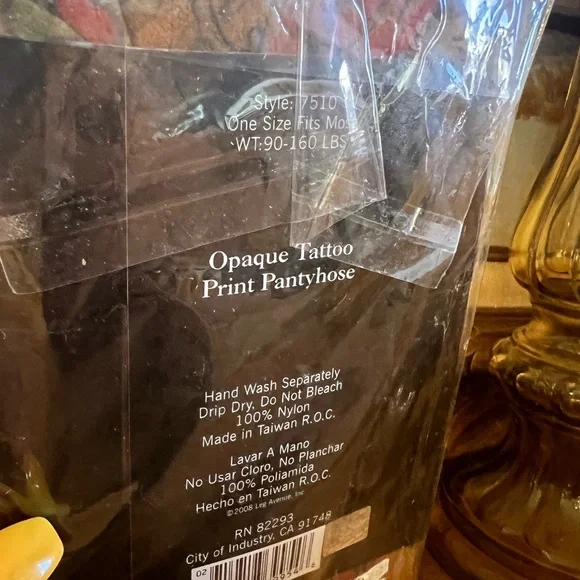 Style: 7510
One Size Fits Most
WT:90-160 LBS
Opaque Tattoo
Print Pantyhose
Hand Wash Separately
Drip Dry, Do Not Bleach
100% Nylon
Made in Taiwan R.O.C.
Lavar A Mano
No Usar Cloro, No Planchar
100% Poliamida
Hecho en Taiwan R.O.C.
©2008 Leg Avenue, Inc
RN 82293
City of Industry, CA 91748
02